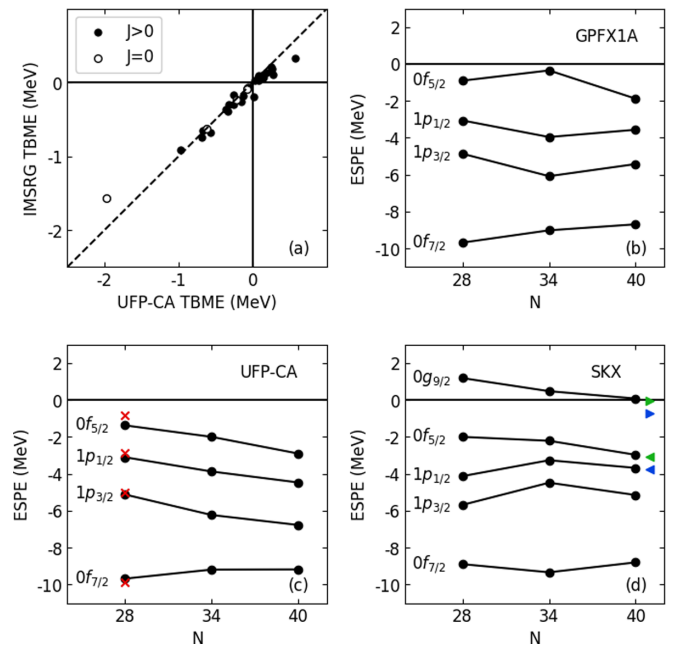 J>0
J=0
0
-1
-2
IMSRG TBME (MeV)
(a)
-2 -1 0
UFP-CA TBME (MeV)
GPFX1A
2
0
-2
-4
-6
-8
-10
ESPE (MeV)
0f5/2
1p1/2
1p3/2
0f7/2
(b)
28 34 40
N
UFP-CA
2
0
-2
-4
-6
-8
-10
ESPE (MeV)
0f5/2
1p1/2
1p3/2
0f7/2
(c)
28 34 40
N
SKX
2
0
-2
-4
-6
-8
-10
ESPE (MeV)
0g9/2
0f5/2
1p1/2
1p3/2
0f7/2
(d)
28 34 40
N